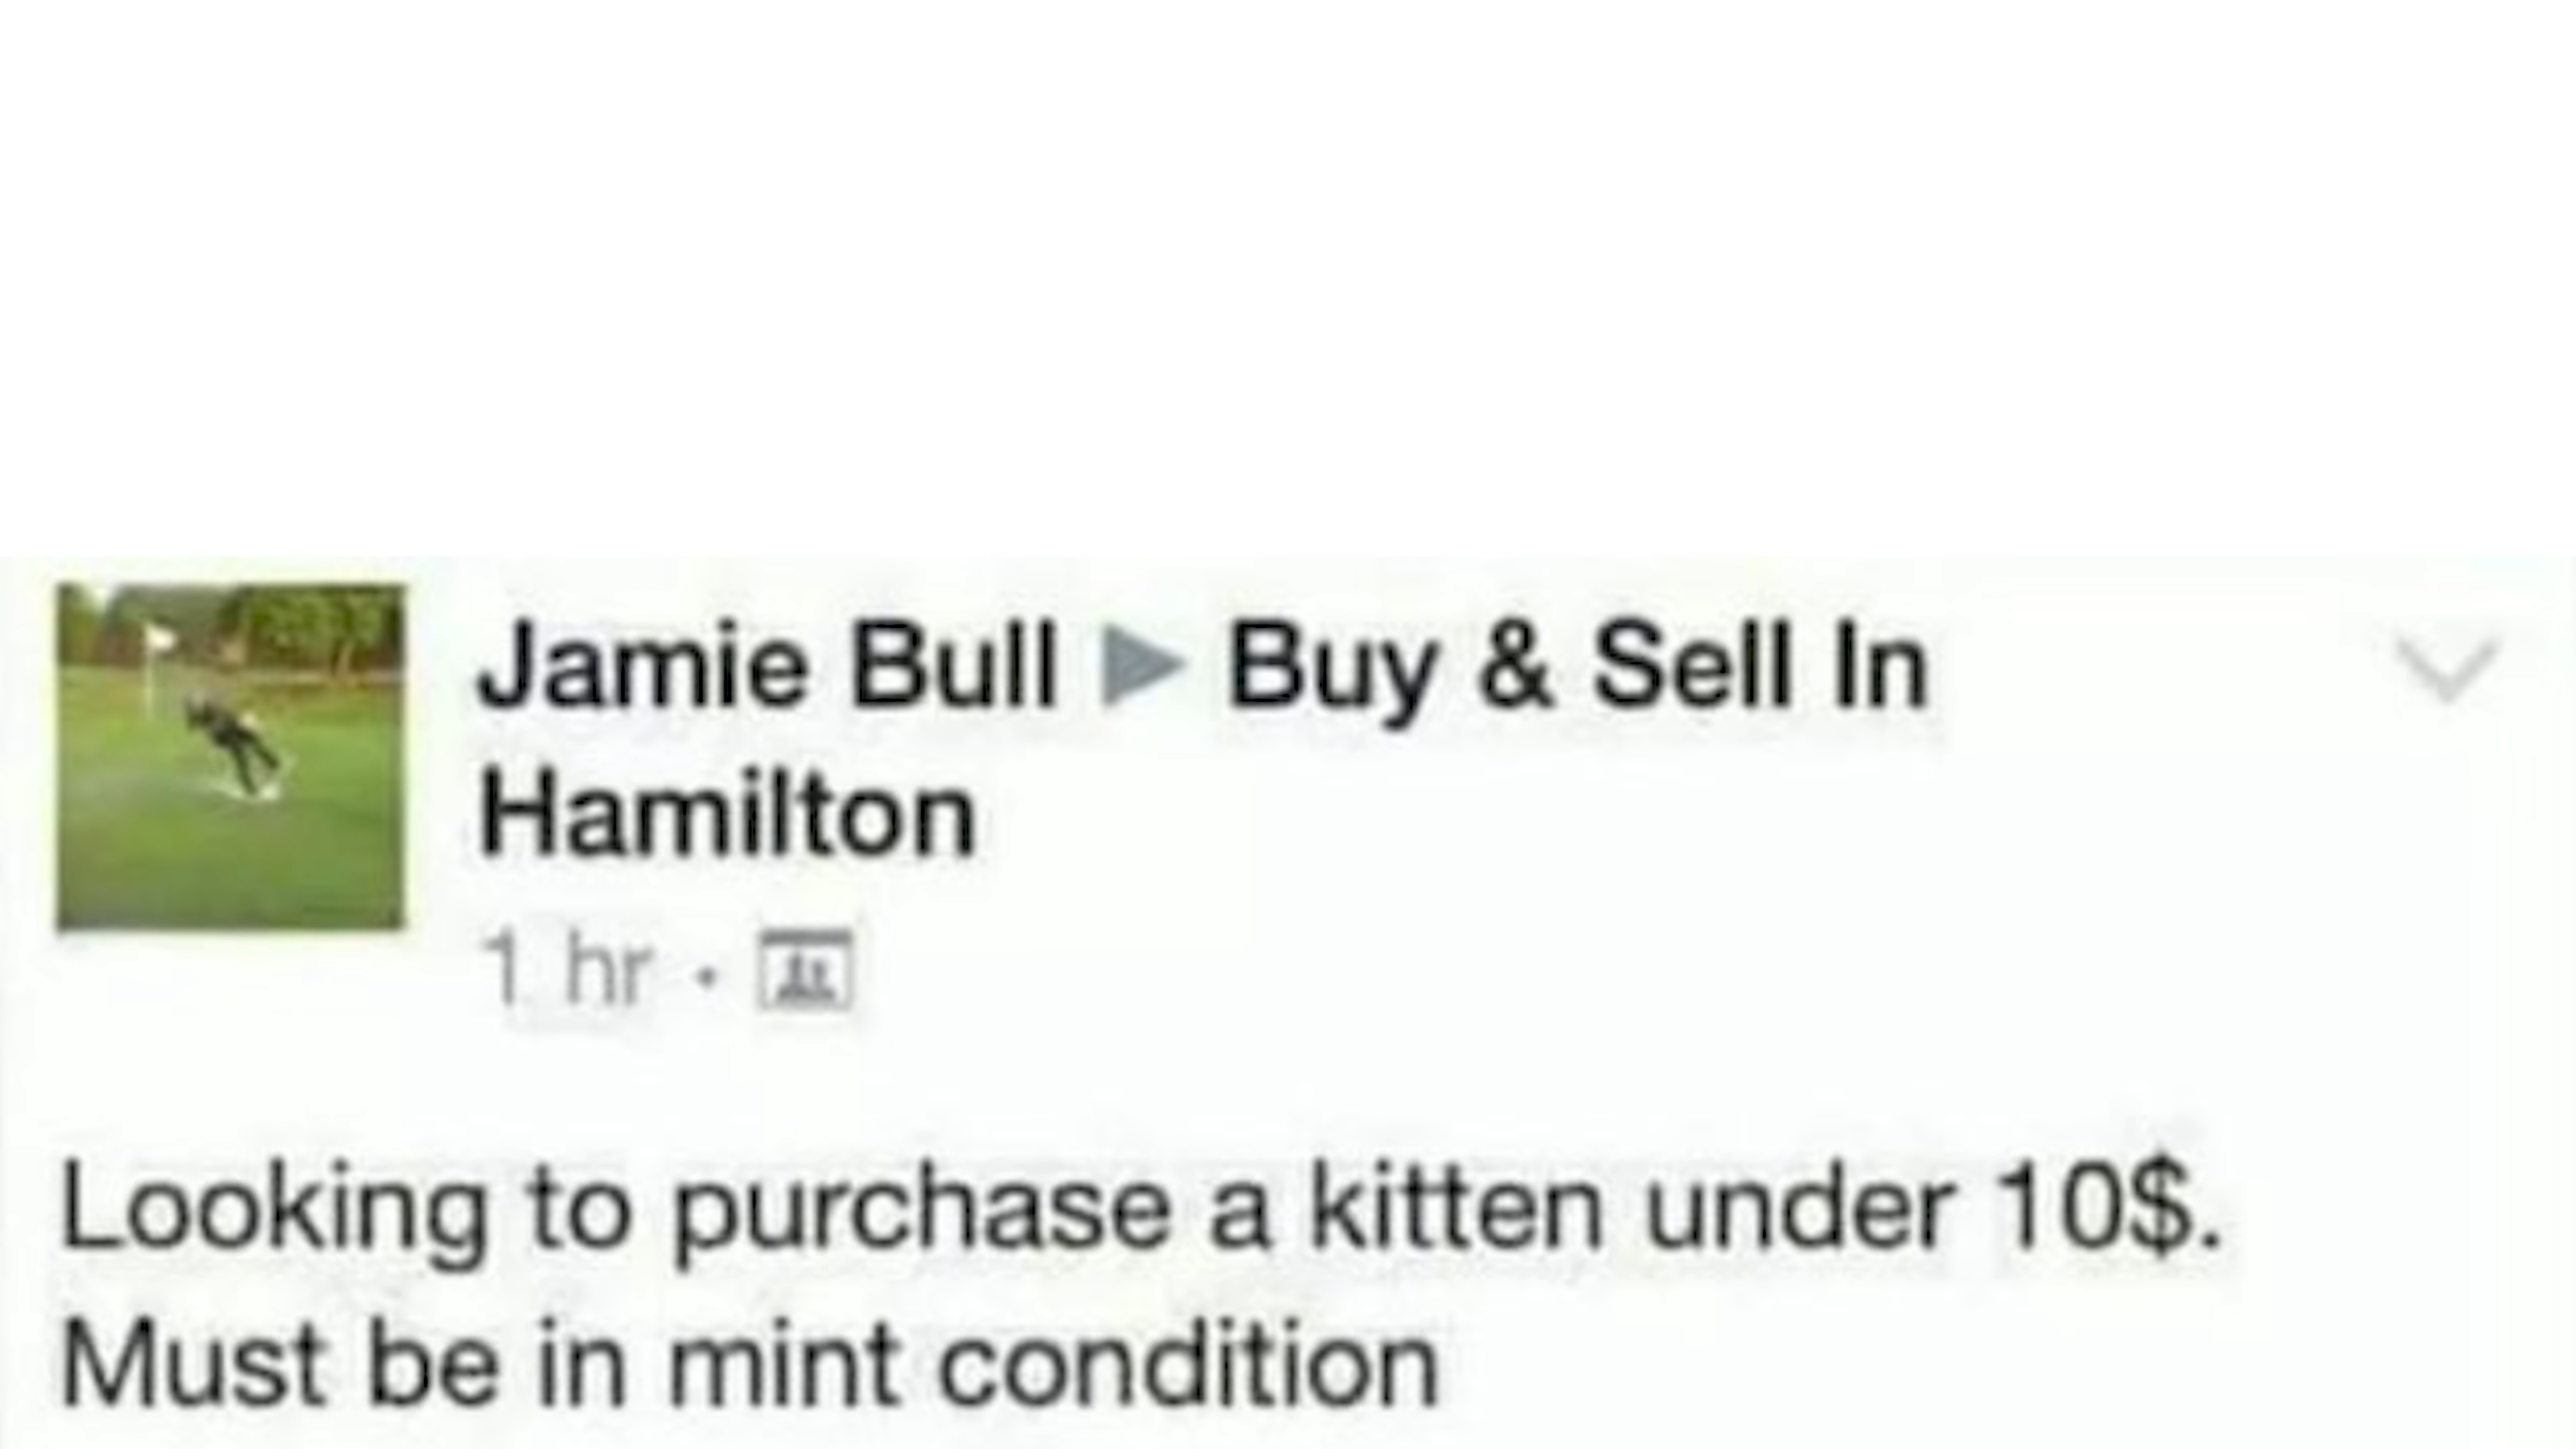 Jamie Bull ▶ Buy & Sell In
Hamilton
1 hr ·
Looking to purchase a kitten under 10$.
Must be in mint condition